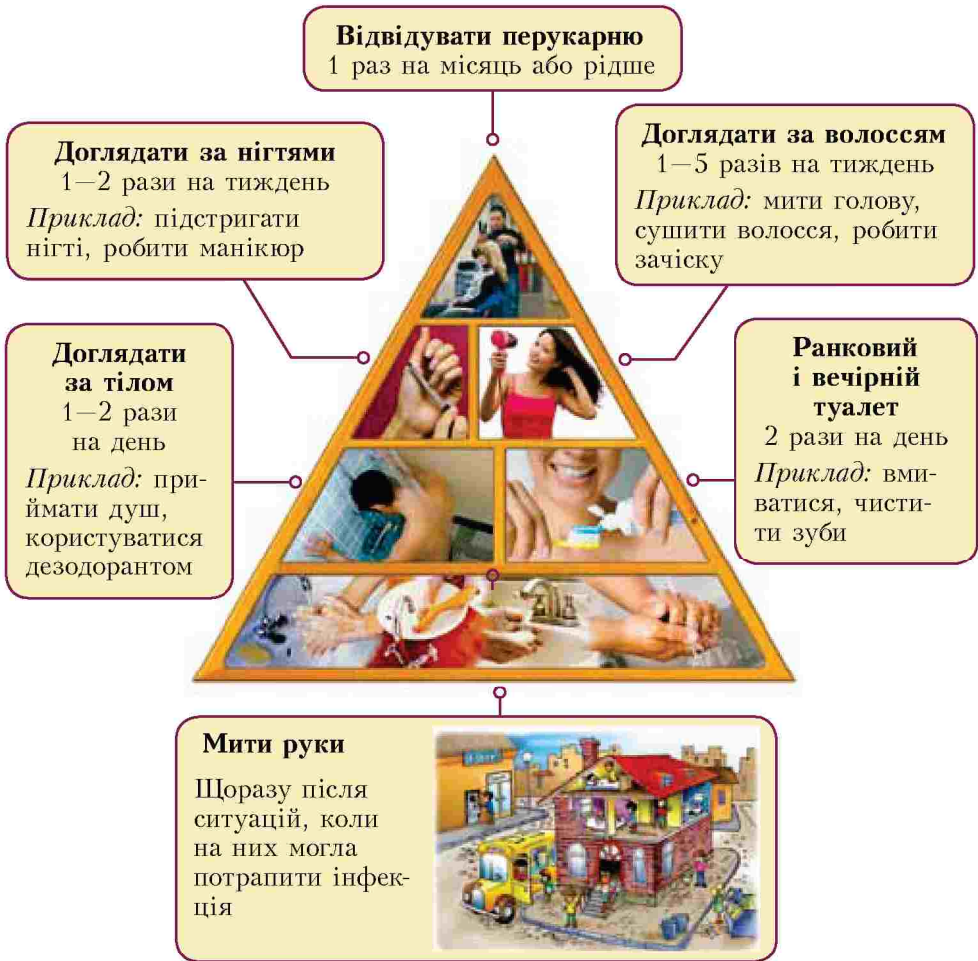 Відвідувати перукарню
1 раз на місяць або рідше
Доглядати за нігтями
1—2 рази на тиждень
Приклад: підстригати
нігті, робити манікюр
Доглядати за волоссям
1—5 разів на тиждень
Приклад: мити голову,
сушити волосся, робити
зачіску
Доглядати
за тілом
1—2 рази
на день
Приклад: при-
ймати душ,
користуватися
дезодорантом
Ранковий
і вечірній
туалет
2 рази на день
Приклад: вми-
ватися, чисти-
ти зуби
Мити руки
Щоразу після
ситуацій, коли
на них могла
потрапити інфек-
ція